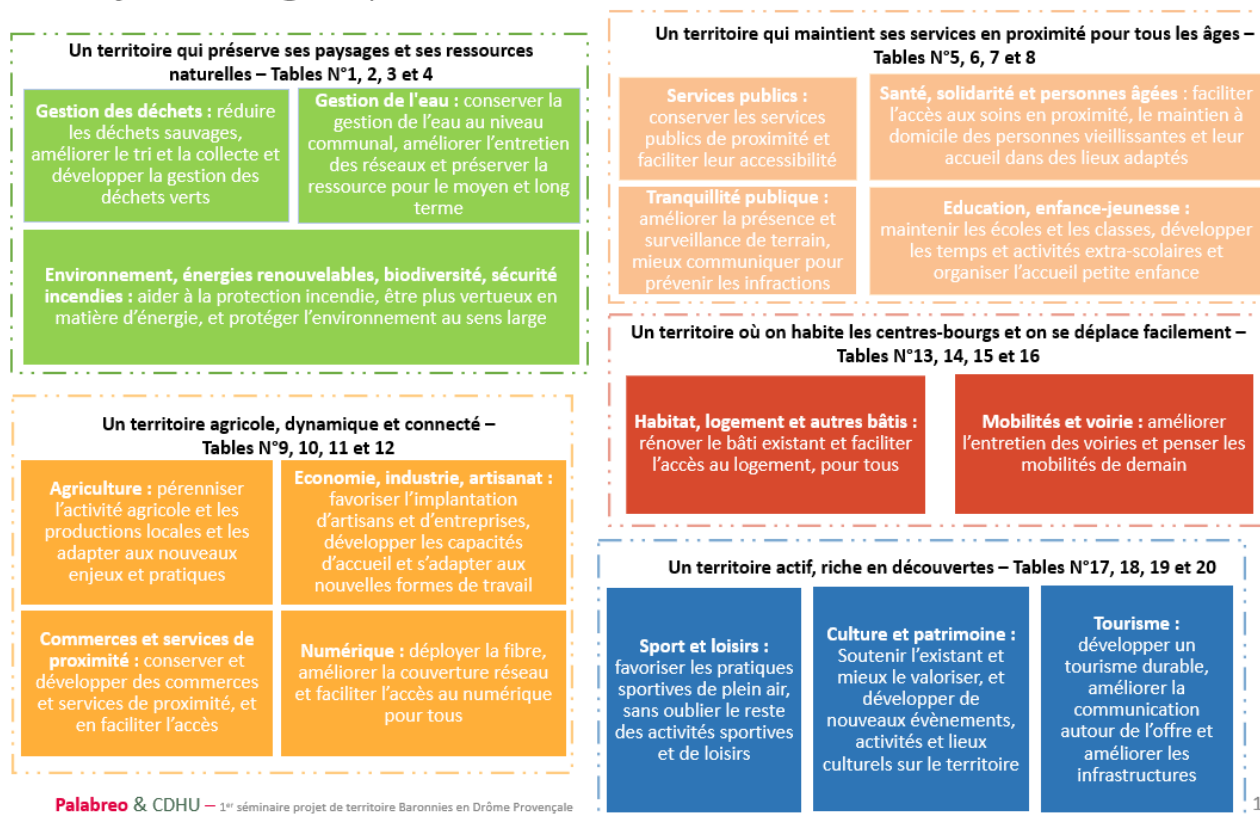 Un territoire qui préserve ses paysages et ses ressources
naturelles – Tables N°1, 2, 3 et 4
Gestion des déchets : réduire
les déchets sauvages,
améliorer le tri et la collecte et
développer la gestion des
déchets verts
Gestion de l'eau : conserver la
gestion de l’eau au niveau
communal, améliorer l’entretien
des réseaux et préserver la
ressource pour le moyen et long
terme
Environnement, énergies renouvelables, biodiversité, sécurité
incendies : aider à la protection incendie, être plus vertueux en
matière d’énergie, et protéger l’environnement au sens large
Un territoire qui maintient ses services en proximité pour tous les âges –
Tables N°5, 6, 7 et 8
Services publics :
conserver les services
publics de proximité et
faciliter leur accessibilité
Santé, solidarité et personnes âgées : faciliter
l’accès aux soins en proximité, le maintien à
domicile des personnes vieillissantes et leur
accueil dans des lieux adaptés
Tranquillité publique :
améliorer la présence et
surveillance de terrain,
mieux communiquer pour
prévenir les infractions
Education, enfance-jeunesse :
maintenir les écoles et les classes, développer
les temps et activités extra-scolaires et
organiser l’accueil petite enfance
Un territoire où on habite les centres-bourgs et on se déplace facilement –
Tables N°13, 14, 15 et 16
Habitat, logement et autres bâtis :
rénover le bâti existant et faciliter
l’accès au logement, pour tous
Mobilités et voirie : améliorer
l’entretien des voiries et penser les
mobilités de demain
Un territoire agricole, dynamique et connecté –
Tables N°9, 10, 11 et 12
Agriculture : pérenniser
l’activité agricole et les
productions locales et les
adapter aux nouveaux
enjeux et pratiques
Economie, industrie, artisanat :
favoriser l’implantation
d’artisans et d’entreprises,
développer les capacités
d’accueil et s’adapter aux
nouvelles formes de travail
Commerces et services de
proximité : conserver et
développer des commerces
et services de proximité, et
en faciliter l’accès
Numérique : déployer la fibre,
améliorer la couverture réseau
et faciliter l’accès au numérique
pour tous
Un territoire actif, riche en découvertes – Tables N°17, 18, 19 et 20
Sport et loisirs :
favoriser les pratiques
sportives de plein air,
sans oublier le reste
des activités sportives
et de loisirs
Culture et patrimoine :
Soutenir l’existant et
mieux le valoriser, et
développer de
nouveaux évènements,
activités et lieux
culturels sur le territoire
Tourisme :
développer un
tourisme durable,
améliorer la
communication
autour de l’offre et
améliorer les
infrastructures
Palabreo & CDHU – 1er séminaire projet de territoire Baronnies en Drôme Provençale